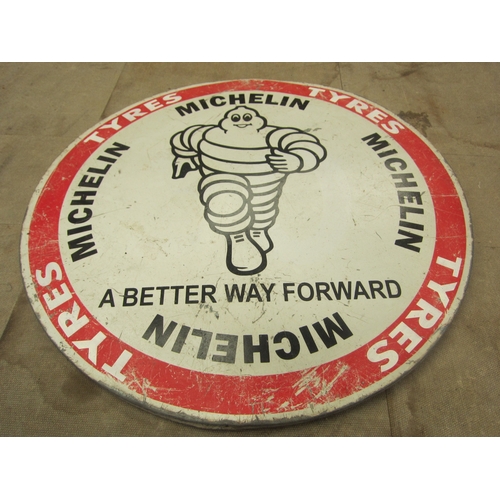 TYRES
TYRES
MICHELIN
MICHELIN
MICHELIN
A BETTER WAY FORWARD
MICHELIN
TYRES
TYRES